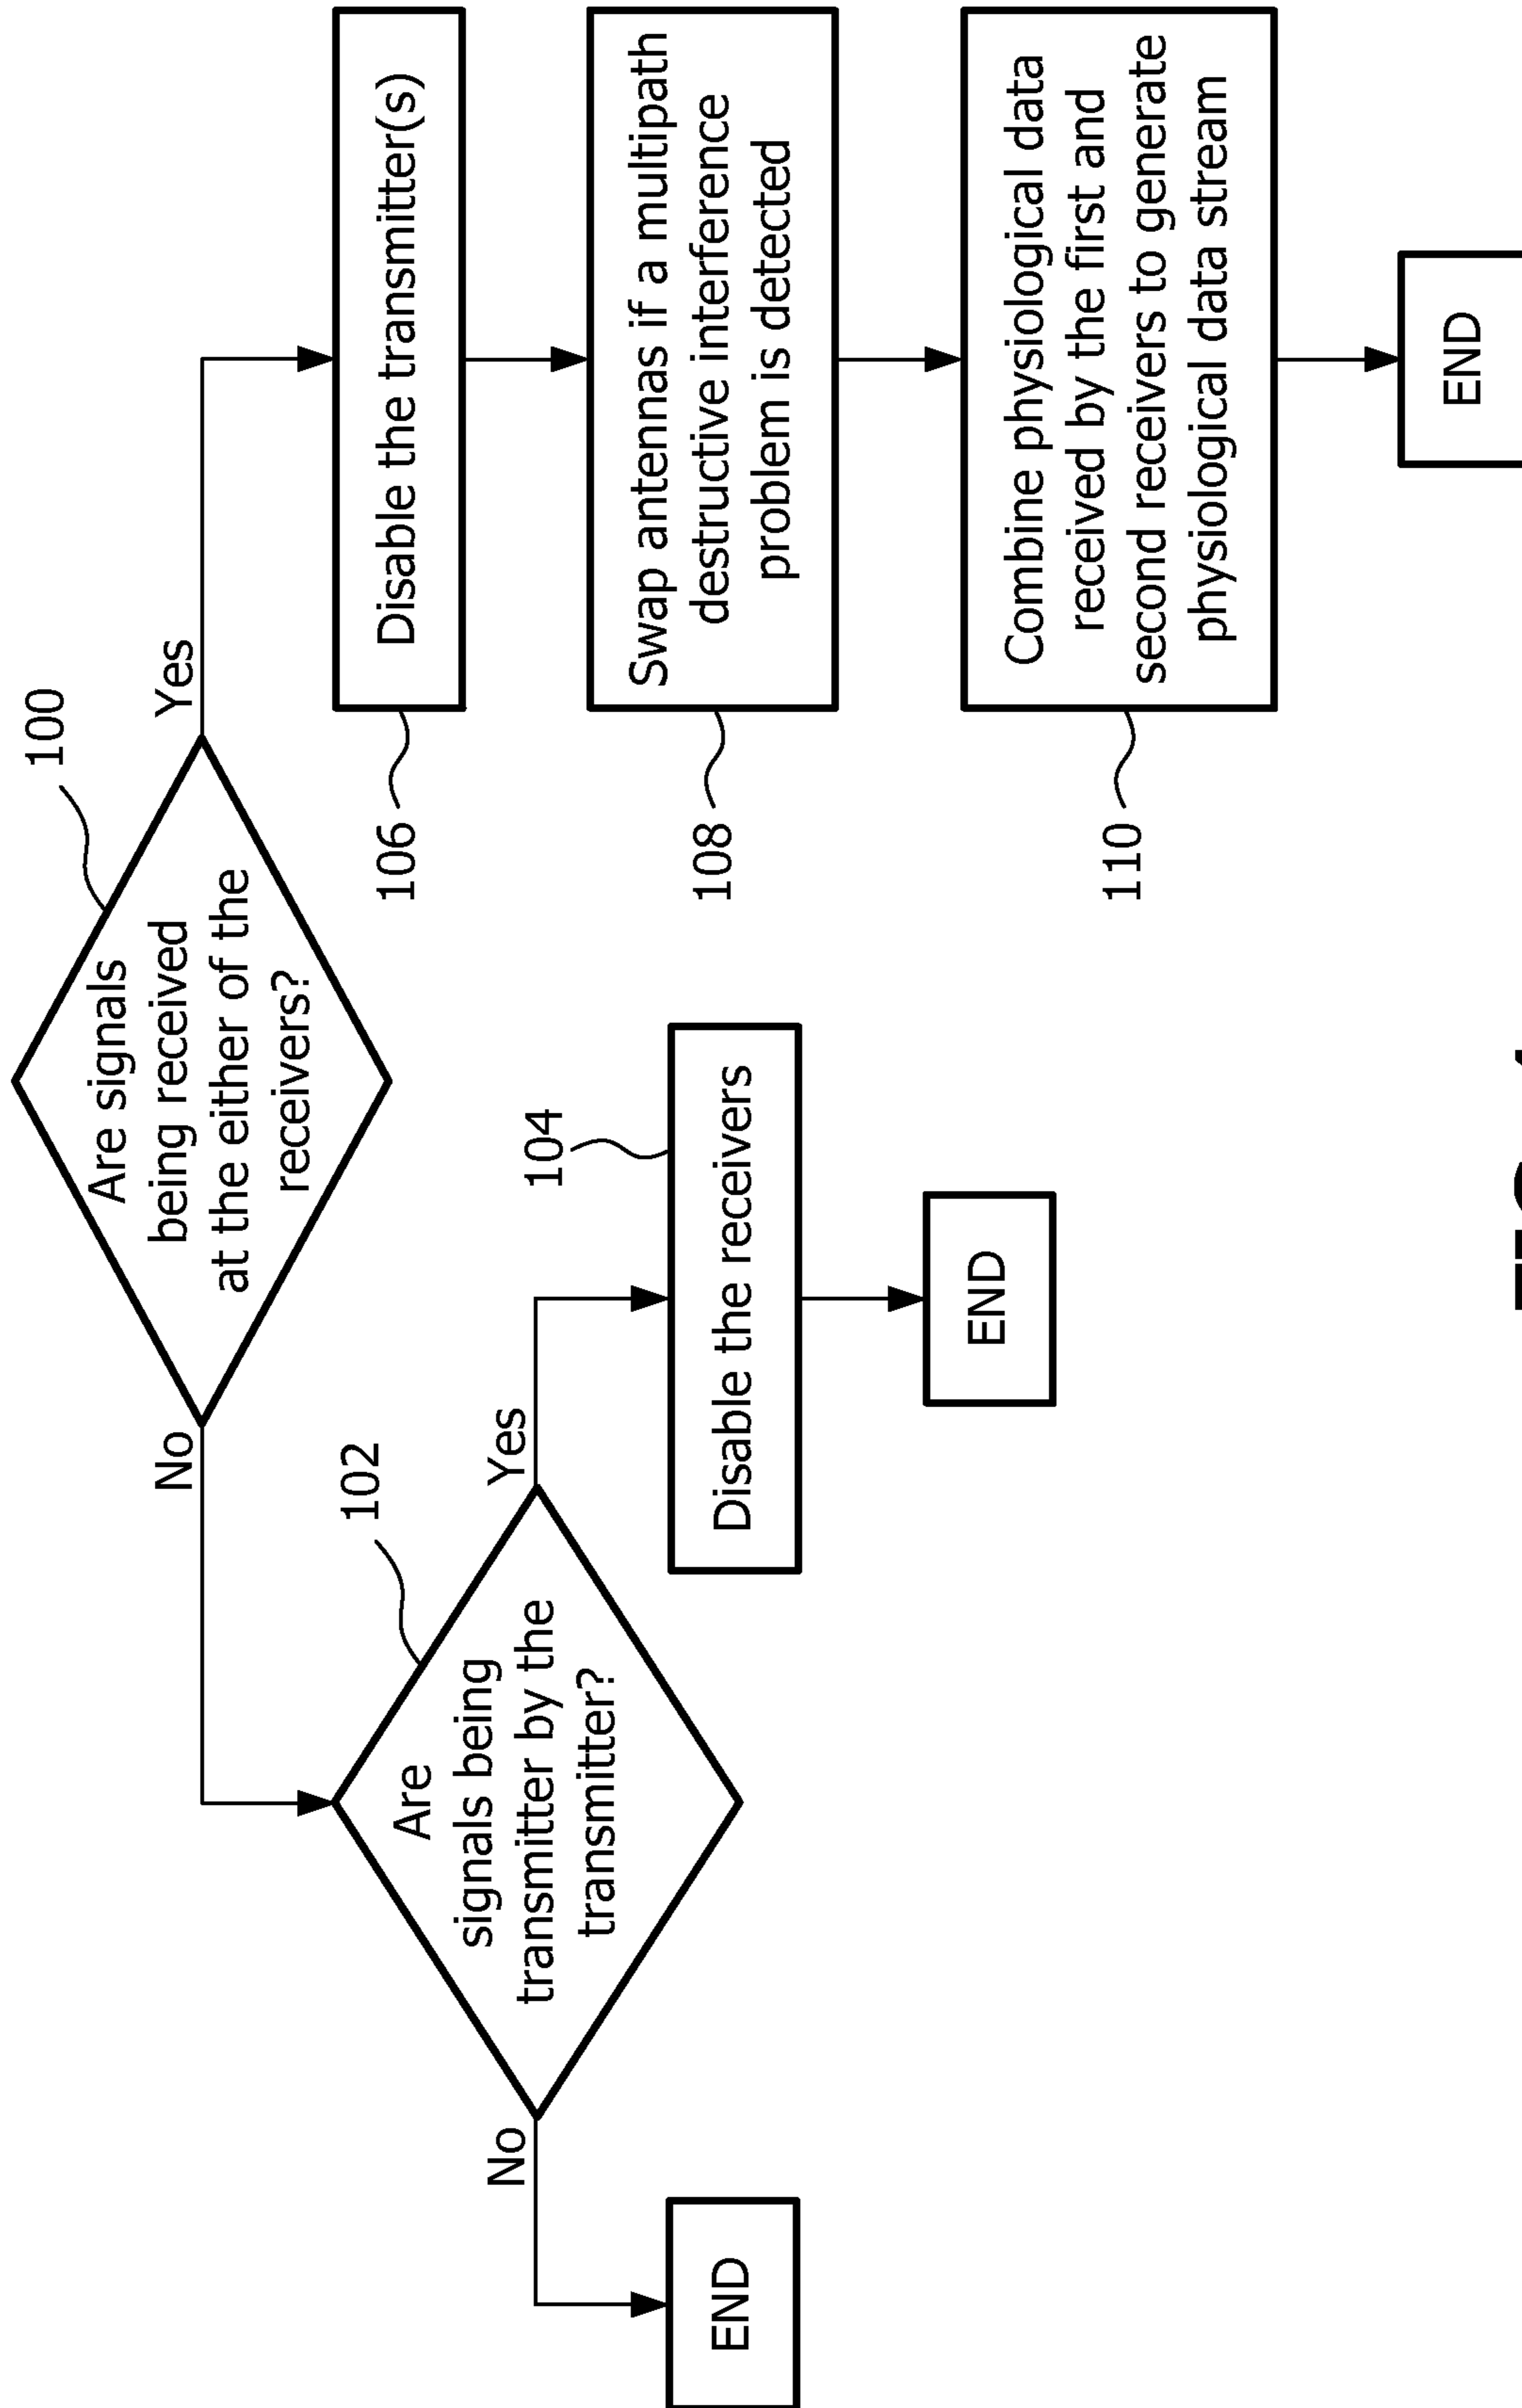 100
Are signals
being received
at the either of the
receivers?
No
Yes
102
Are
signals being
transmitter by the
transmitter?
No
Yes
END
104
Disable the receivers
END
106
Disable the transmitter(s)
108
Swap antennas if a multipath
destructive interference
problem is detected
110
Combine physiological data
received by the first and
second receivers to generate
physiological data stream
END